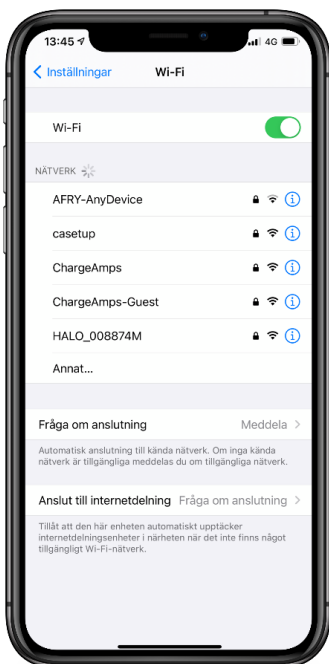 13:45 4G
Inställningar Wi-Fi
Wi-Fi
NÄTVERK
AFRY-AnyDevice
casetup
ChargeAmps
ChargeAmps-Guest
HALO_008874M
Annat...
Fråga om anslutning Meddela
Automatisk anslutning till kända nätverk. Om inga kända
nätverk är tillgängliga meddelas du om tillgängliga nätverk.
Anslut till internetdelning Fråga om anslutning
Tillåt att den här enheten automatiskt upptäcker
internetdelningsenheter i närheten när det inte finns något
tillgängligt Wi-Fi-nätverk.